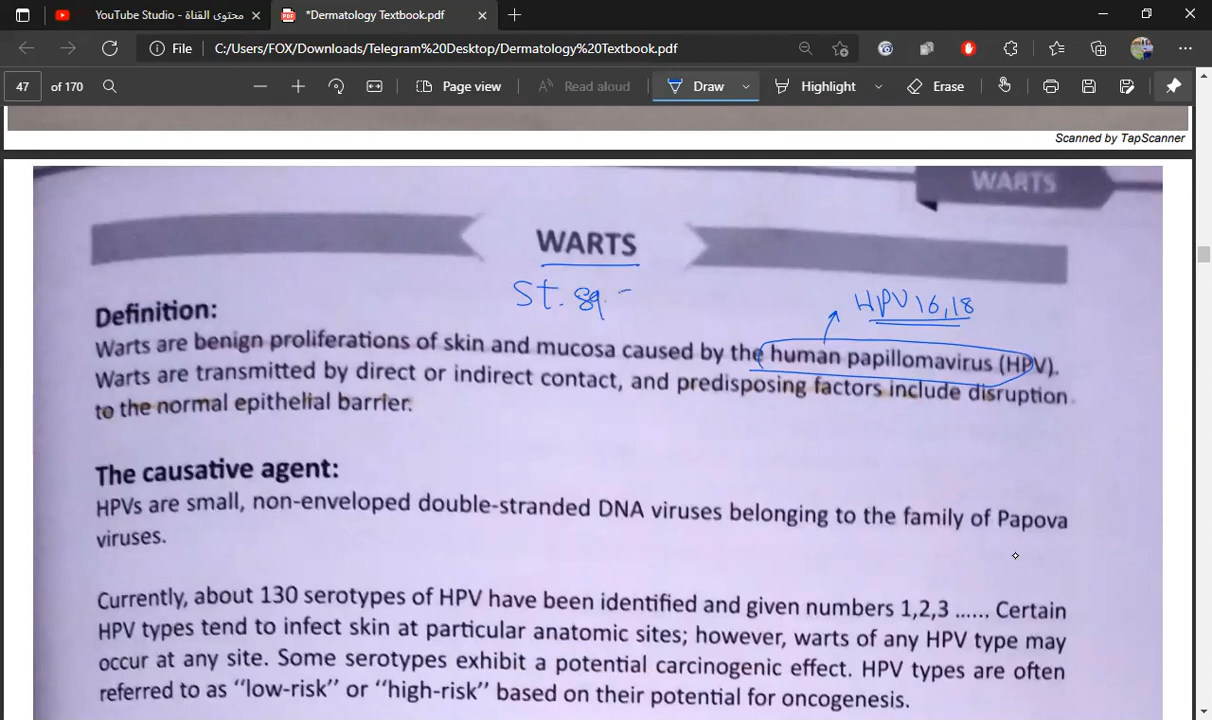 YouTube Studio - محتوى القناة
*Dermatology Textbook.pdf
File
C:/Users/FOX/Downloads/Telegram%20Desktop/Dermatology%20Textbook.pdf
47 of 170
Page view
Read aloud
Draw
Highlight
Erase
Scanned by TapScanner
WARTS
WARTS
St. sq.
HPV 16,18
Definition:
Warts are benign proliferations of skin and mucosa caused by the human papillomavirus (HPV).
Warts are transmitted by direct or indirect contact, and predisposing factors include disruption
to the normal epithelial barrier.
The causative agent:
HPVs are small, non-enveloped double-stranded DNA viruses belonging to the family of Papova
viruses.
Currently, about 130 serotypes of HPV have been identified and given numbers 1,2,3 ...... Certain
HPV types tend to infect skin at particular anatomic sites; however, warts of any HPV type may
occur at any site. Some serotypes exhibit a potential carcinogenic effect. HPV types are often
referred to as ‘‘low-risk’’ or ‘‘high-risk’’ based on their potential for oncogenesis.